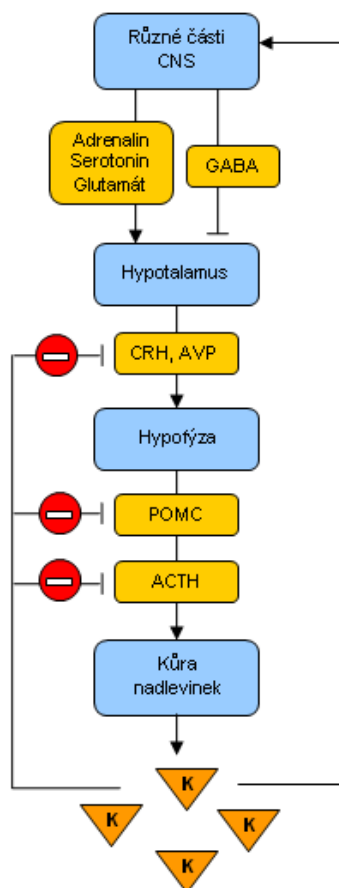 Různé části
CNS
Adrenalin
Serotonin
Glutamát
GABA
Hypotalamus
CRH, AVP
Hypofýza
POMC
ACTH
Kůra
nadlevinek
K
K
K
K